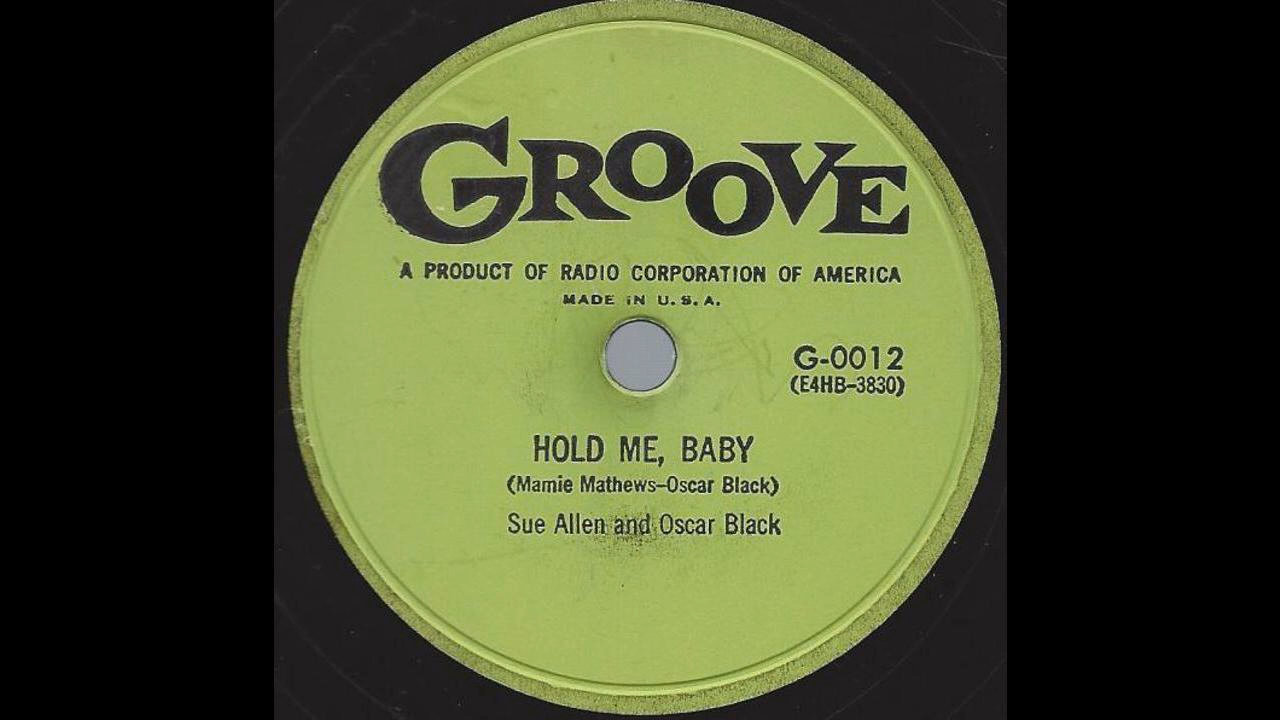 GROOVE
A PRODUCT OF RADIO CORPORATION OF AMERICA
MADE IN U.S.A.
G-0012
(E4HB-3830)
HOLD ME, BABY
(Mamie Mathews-Oscar Black)
Sue Allen and Oscar Black